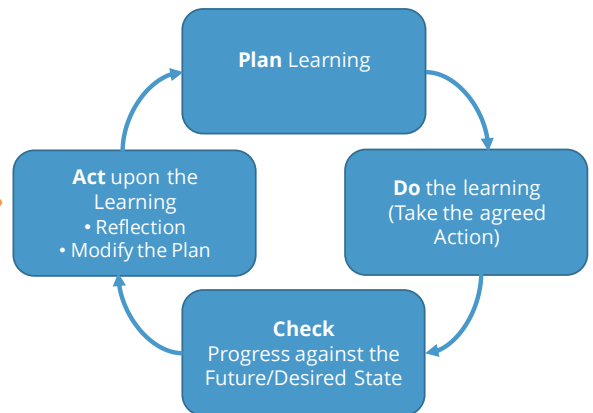 Plan Learning
Do the learning
(Take the agreed
Action)
Check
Progress against the
Future/Desired State
Act upon the
Learning
• Reflection
• Modify the Plan